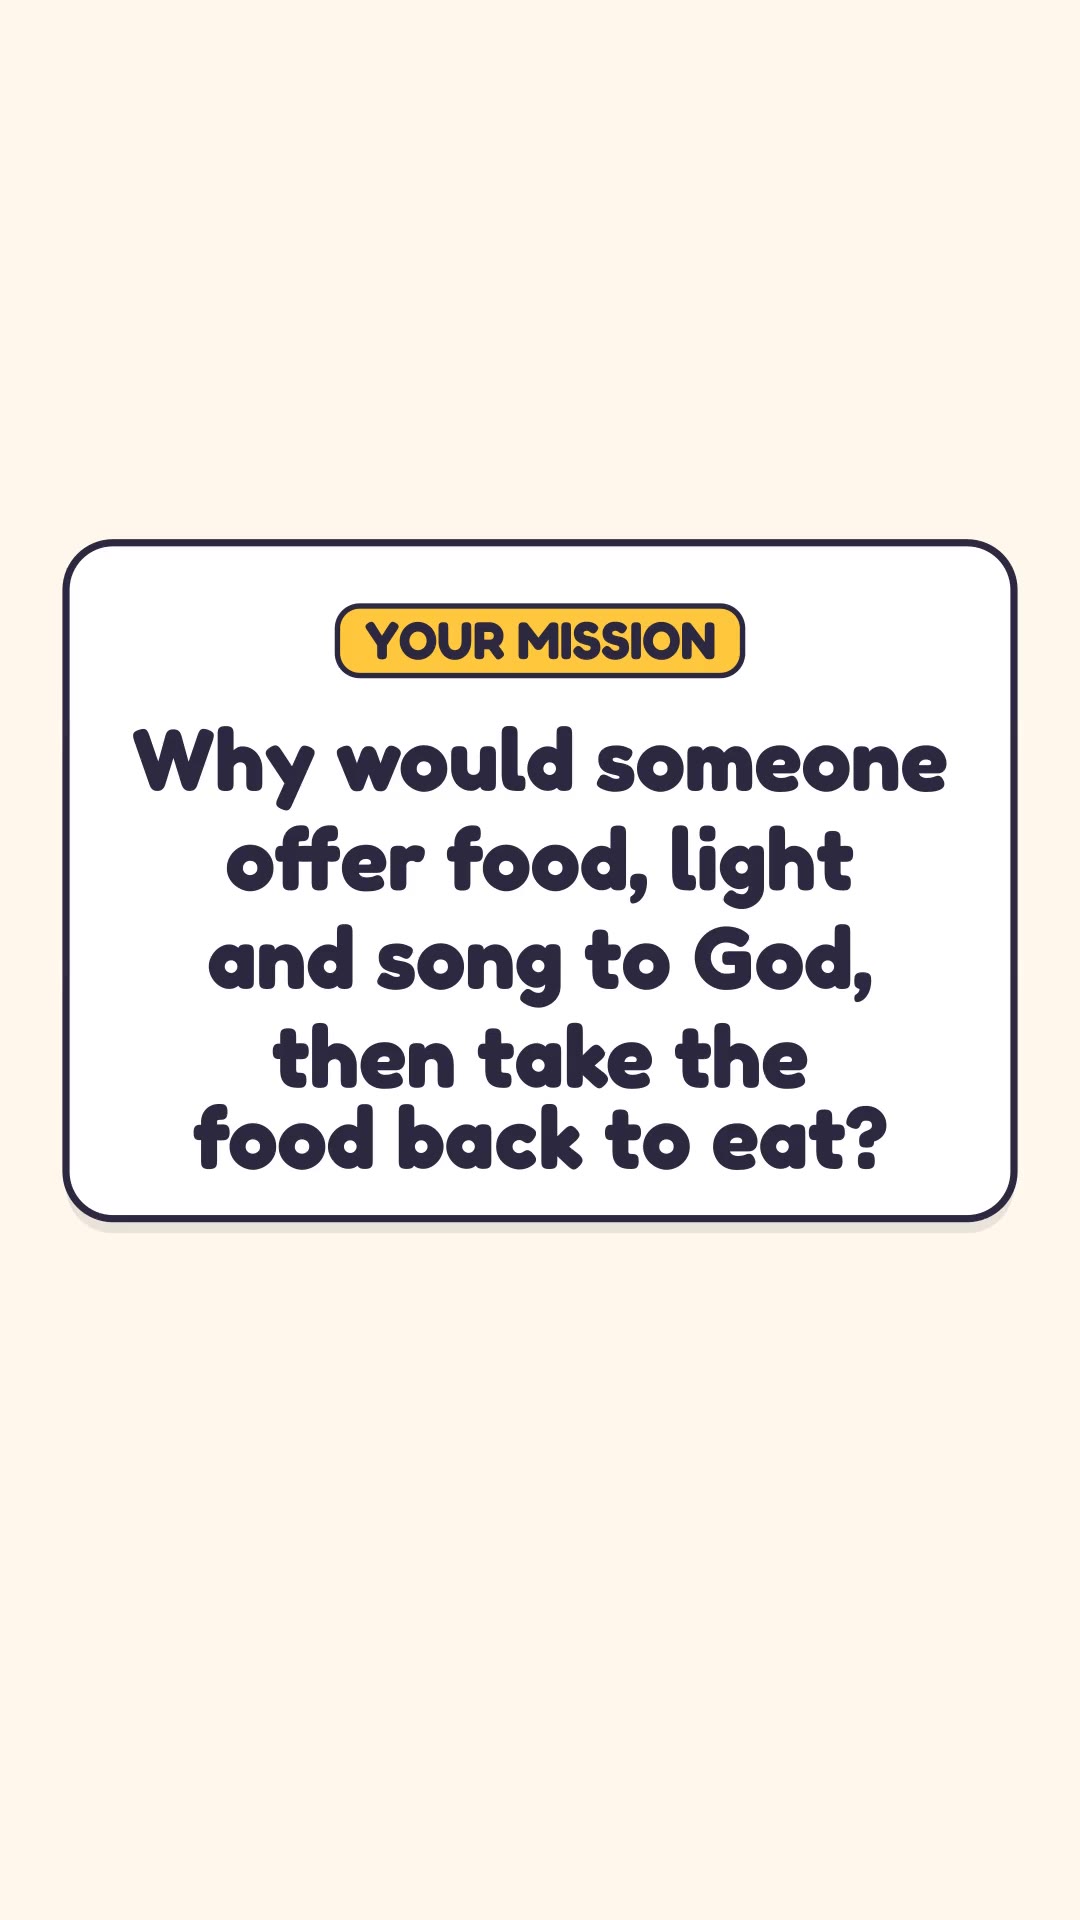 YOUR MISSION
Why would someone
offer food, light
and song to God,
then take the
food back to eat?